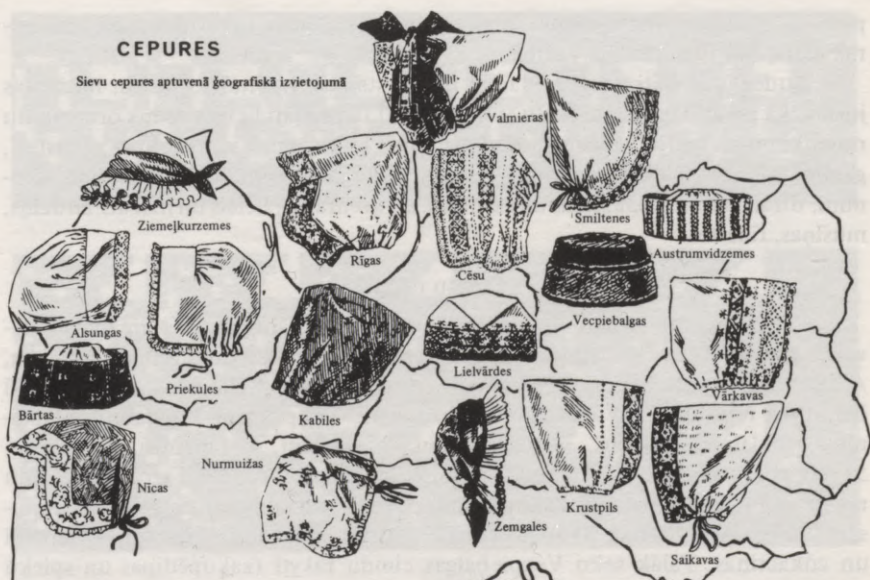 CEPURES
Sievu cepures aptuvenā ģeografiskā izvietojumā
Valmieras
Smiltenes
Ziemeļkurzemes
Rīgas
Cēsu
Austrumvidzemes
Alsungas
Vecpiebalgas
Priekules
Lielvārdes
Vārkavas
Bārtas
Kabiles
Nurmuižas
Nīcas
Krustpils
Zemgales
Saikavas